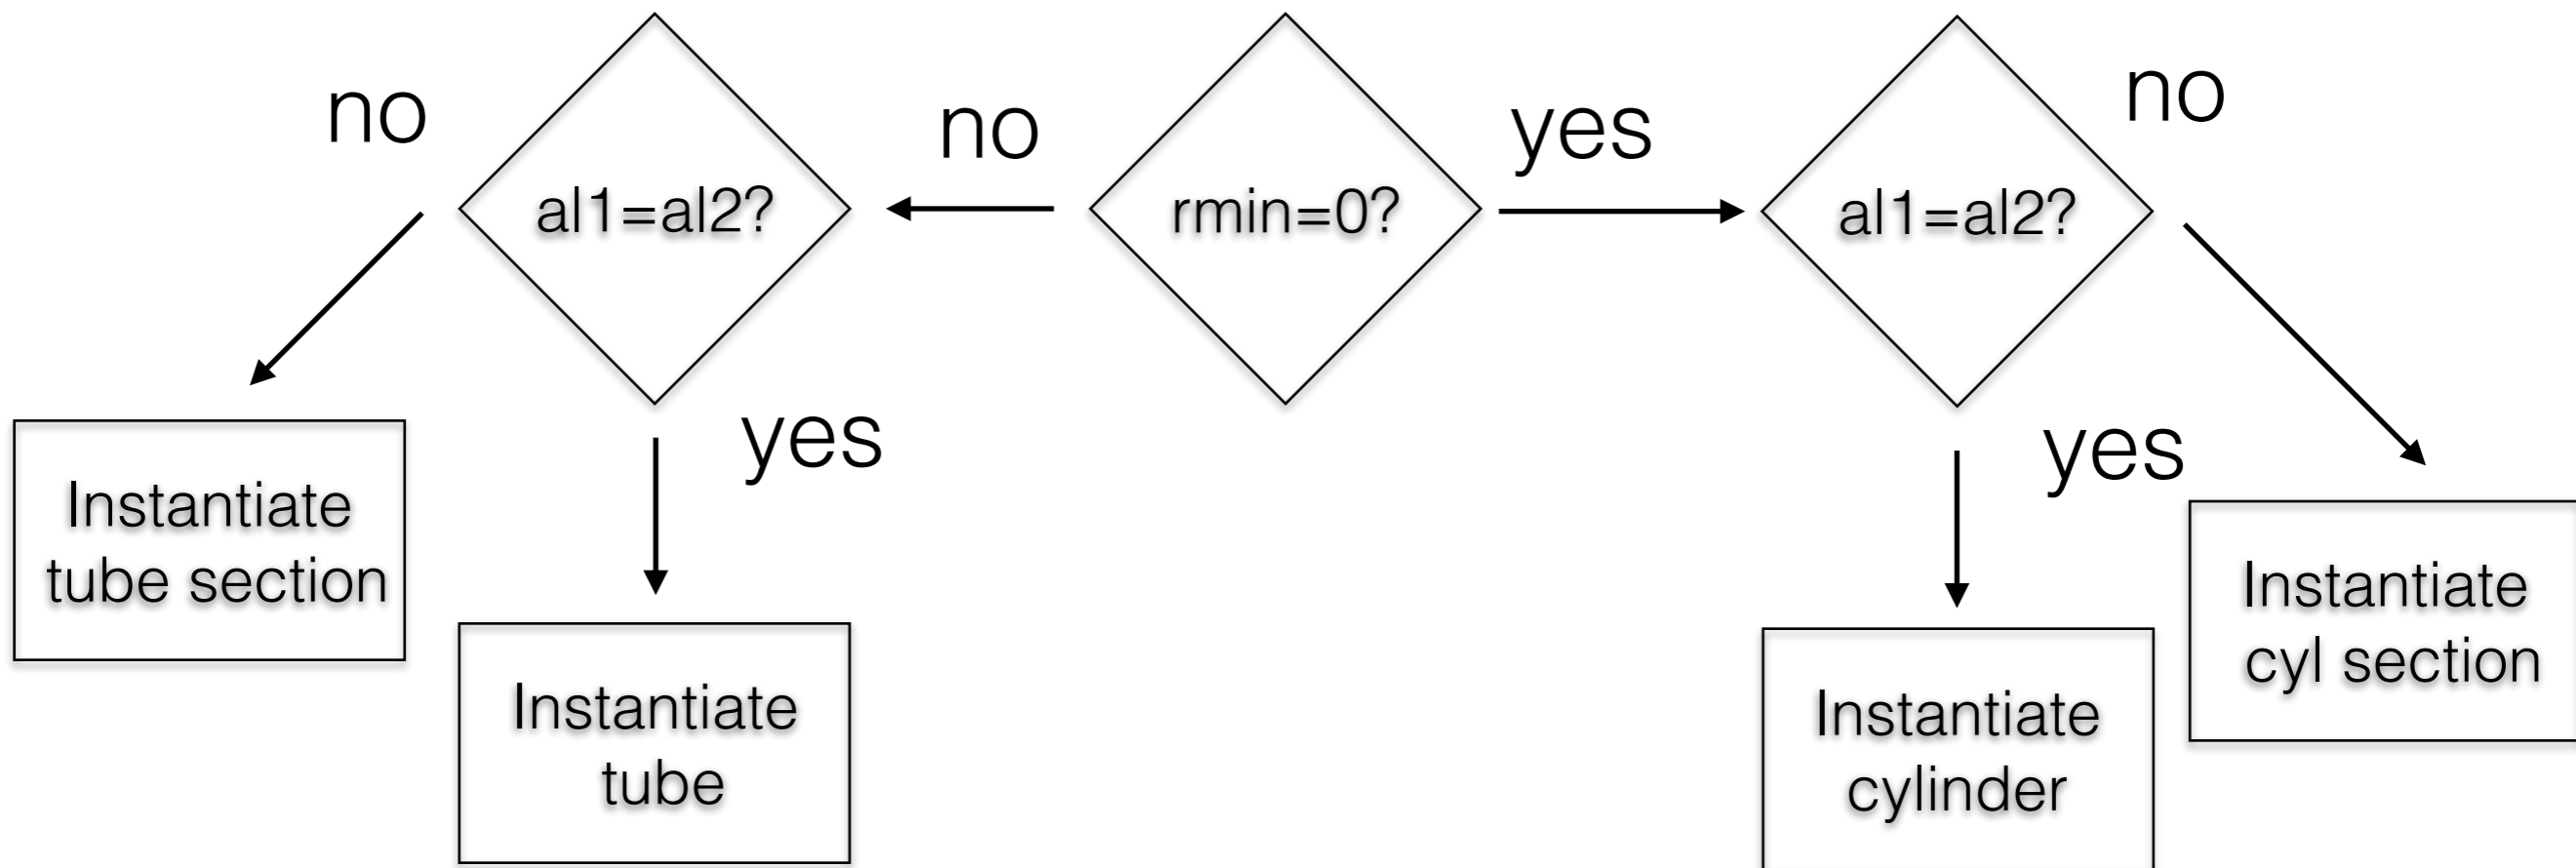 no
al1=al2?
no
rmin=0?
yes
al1=al2?
no
yes
yes
Instantiate
tube section
Instantiate
tube
Instantiate
cylinder
Instantiate
cyl section